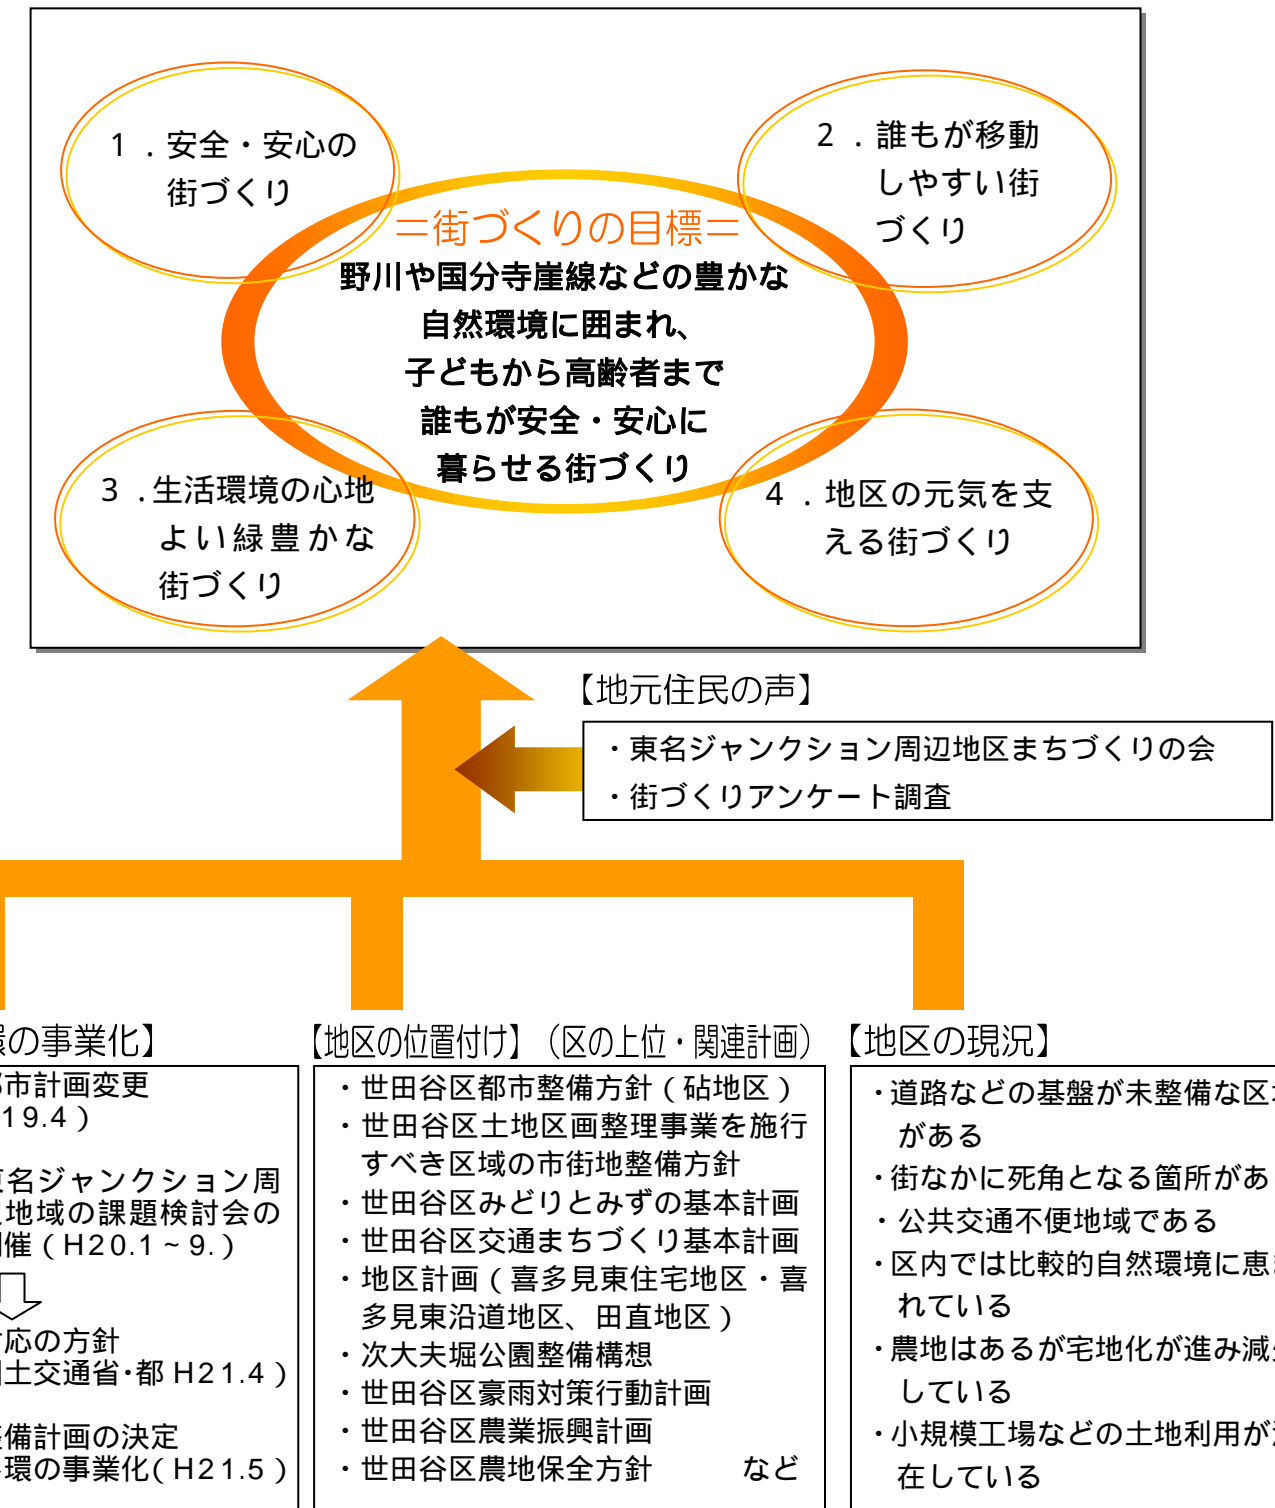 1．安全・安心の
街づくり
2．誰もが移動
しやすい街
づくり
＝街づくりの目標＝
野川や国分寺崖線などの豊かな
自然環境に囲まれ、
子どもから高齢者まで
誰もが安全・安心に
暮らせる街づくり
3．生活環境の心地
よい緑豊かな
街づくり
4．地区の元気を支
える街づくり
【地元住民の声】
・東名ジャンクション周辺地区まちづくりの会
・街づくりアンケート調査
環の事業化】
都市計画変更
19.4）
東名ジャンクション周
辺地域の課題検討会の
開催（H20.1～9.）
対応の方針
国土交通省・都 H21.4）
整備計画の決定
環の事業化（H21.5）
【地区の位置付け】（区の上位・関連計画）
・世田谷区都市整備方針（砧地区）
・世田谷区土地区画整理事業を施行
すべき区域の市街地整備方針
・世田谷区みどりとみずの基本計画
・世田谷区交通まちづくり基本計画
・地区計画（喜多見東住宅地区・喜
多見東沿道地区、田直地区）
・次大夫堀公園整備構想
・世田谷区豪雨対策行動計画
・世田谷区農業振興計画
・世田谷区農地保全方針　など
【地区の現況】
・道路などの基盤が未整備な区
がある
・街なかに死角となる箇所があ
・公共交通不便地域である
・区内では比較的自然環境に恵
れている
・農地はあるが宅地化が進み減
している
・小規模工場などの土地利用が
在している